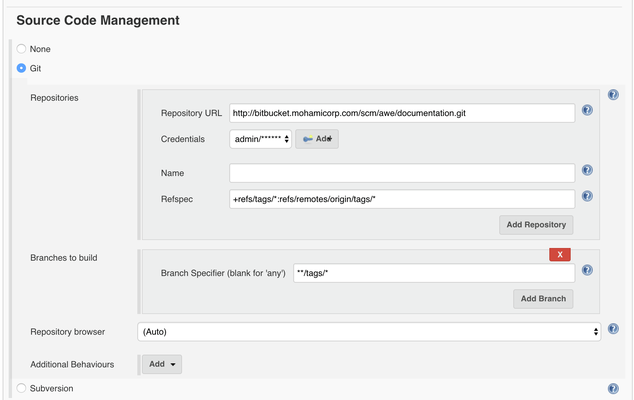 Source Code Management
None
Git
Repositories
Repository URL http://bitbucket.mohamicorp.com/scm/awe/documentation.git
Credentials admin/****** Add
Name
Refspec +refs/tags/*:refs/remotes/origin/tags/*
Add Repository
X
Branches to build
Branch Specifier (blank for 'any') **/tags/*
Add Branch
Repository browser (Auto)
Additional Behaviours Add
Subversion